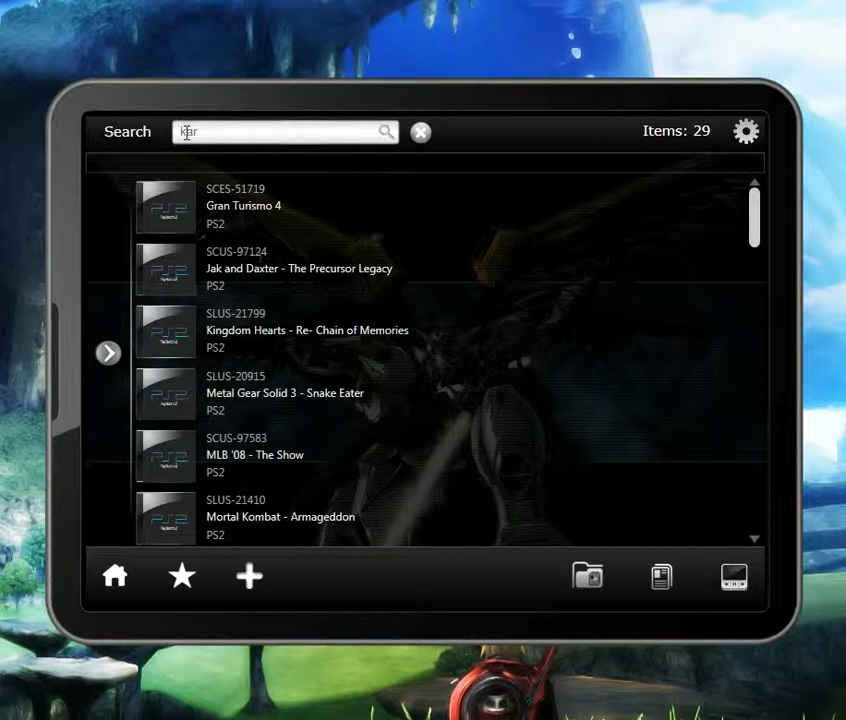 Search
kar
Items: 29
SCES-51719
Gran Turismo 4
PS2
SCUS-97124
Jak and Daxter - The Precursor Legacy
PS2
SLUS-21799
Kingdom Hearts - Re- Chain of Memories
PS2
SLUS-20915
Metal Gear Solid 3 - Snake Eater
PS2
SCUS-97583
MLB '08 - The Show
PS2
SLUS-21410
Mortal Kombat - Armageddon
PS2